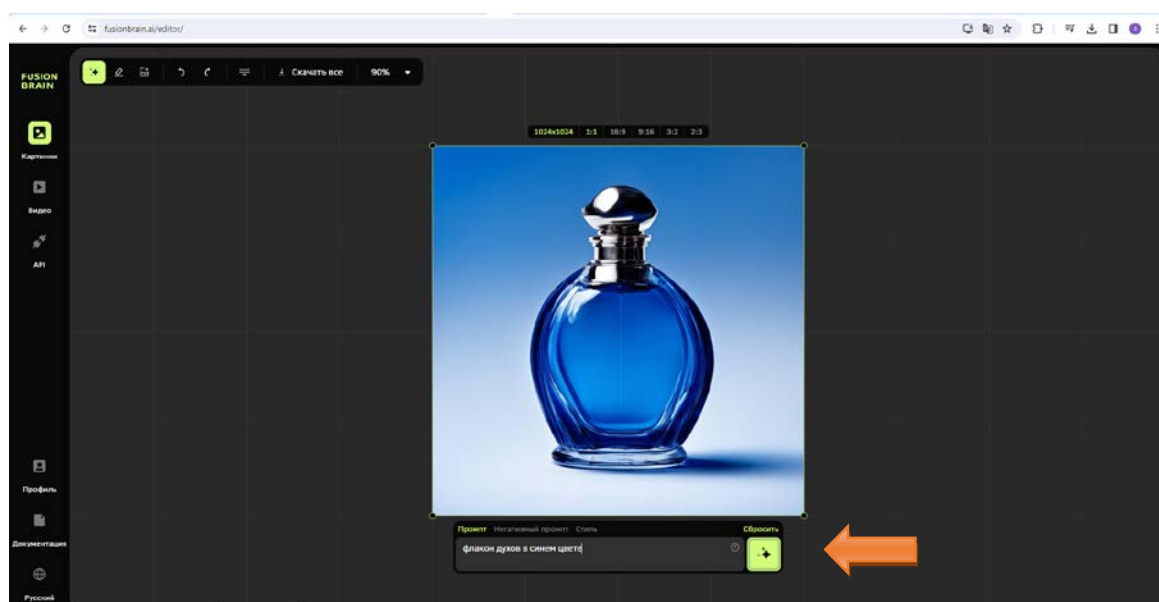 fusionbrain.ai/editor/
FUSION
BRAIN
Скачать все
90%
1024x1024 1:1 16:9 9:16 3:2 2:3
Картинки
Видео
API
Промпт Негативный промпт Стиль Сбросить
флакон духов в синем цвете
Профиль
Документация
Русский